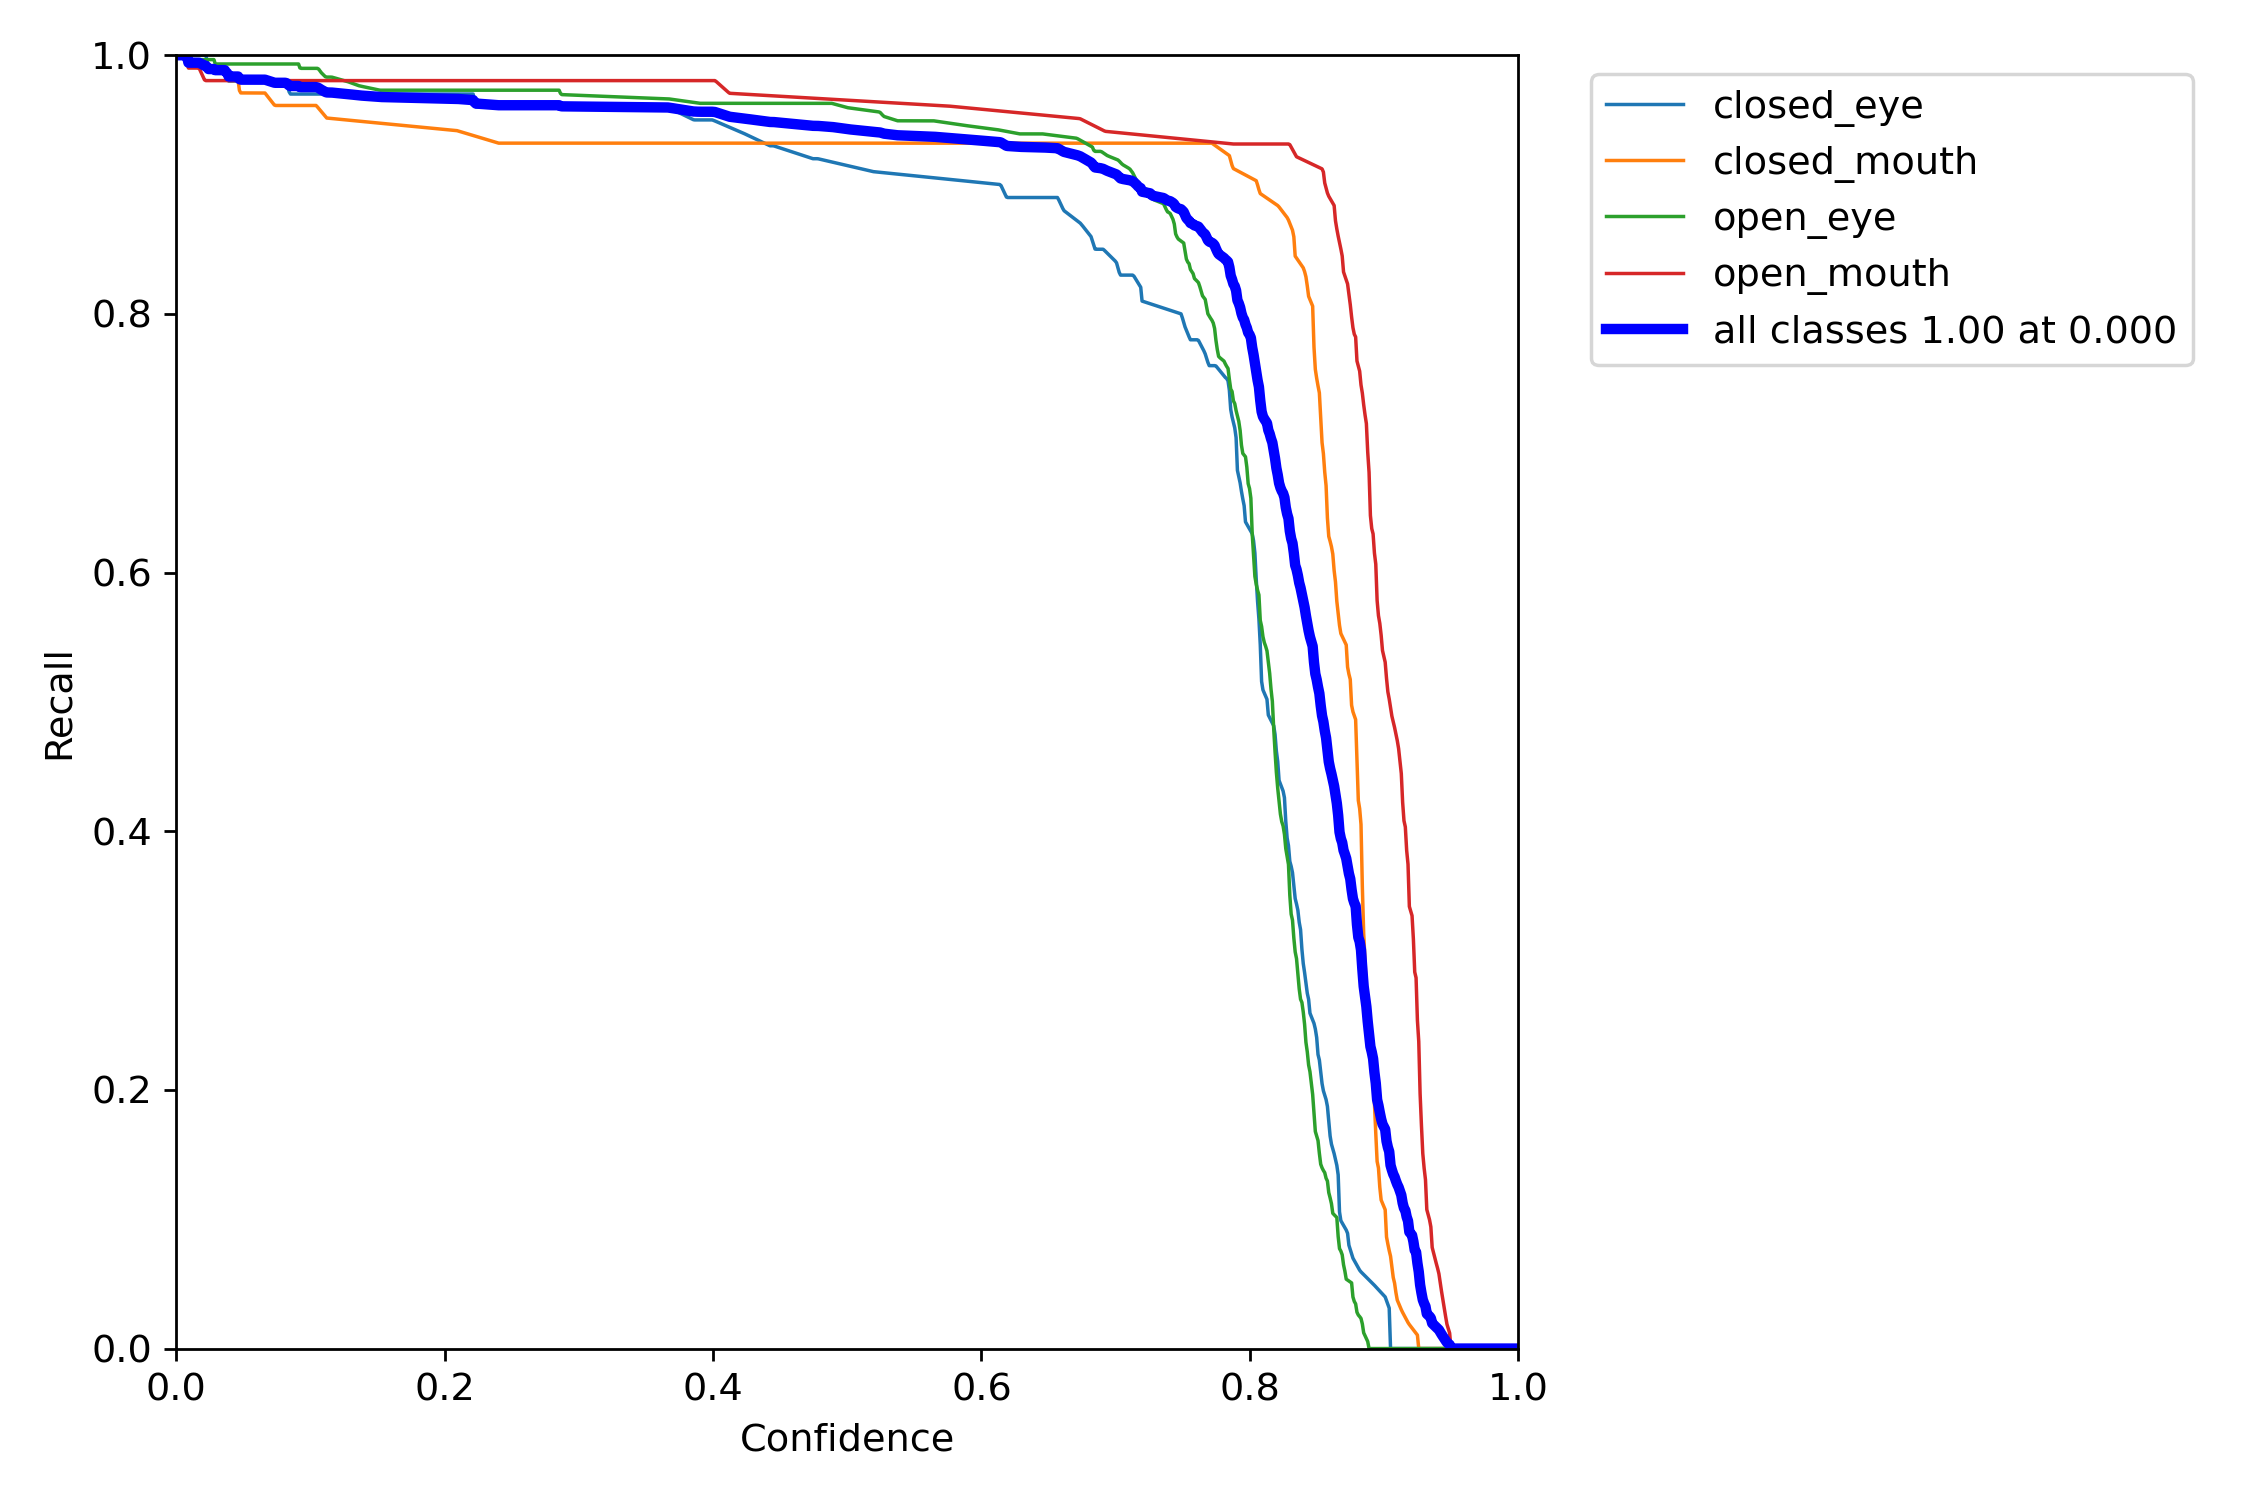 1.0
0.8
0.6
0.4
0.2
0.0
Recall
0.0 0.2 0.4 0.6 0.8 1.0
Confidence
closed_eye
closed_mouth
open_eye
open_mouth
all classes 1.00 at 0.000